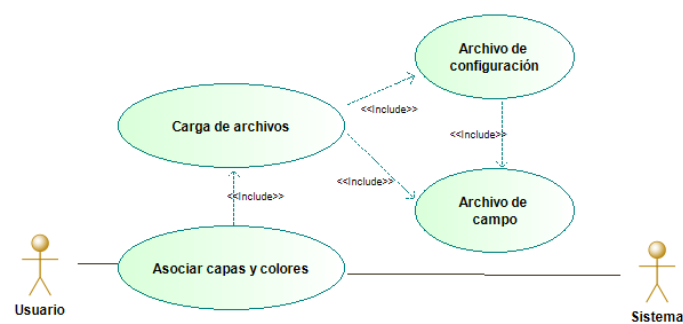 Archivo de
configuración
<<Include>>
Carga de archivos
<<Include>>
<<Include>>
Archivo de
campo
<<Include>>
Asociar capas y colores
Usuario
Sistema